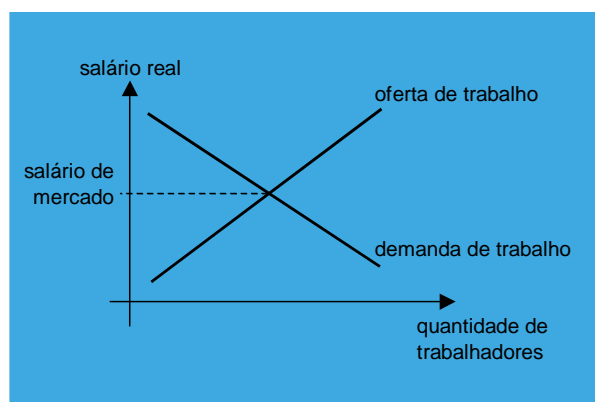 salário real
oferta de trabalho
salário de
mercado
demanda de trabalho
quantidade de
trabalhadores